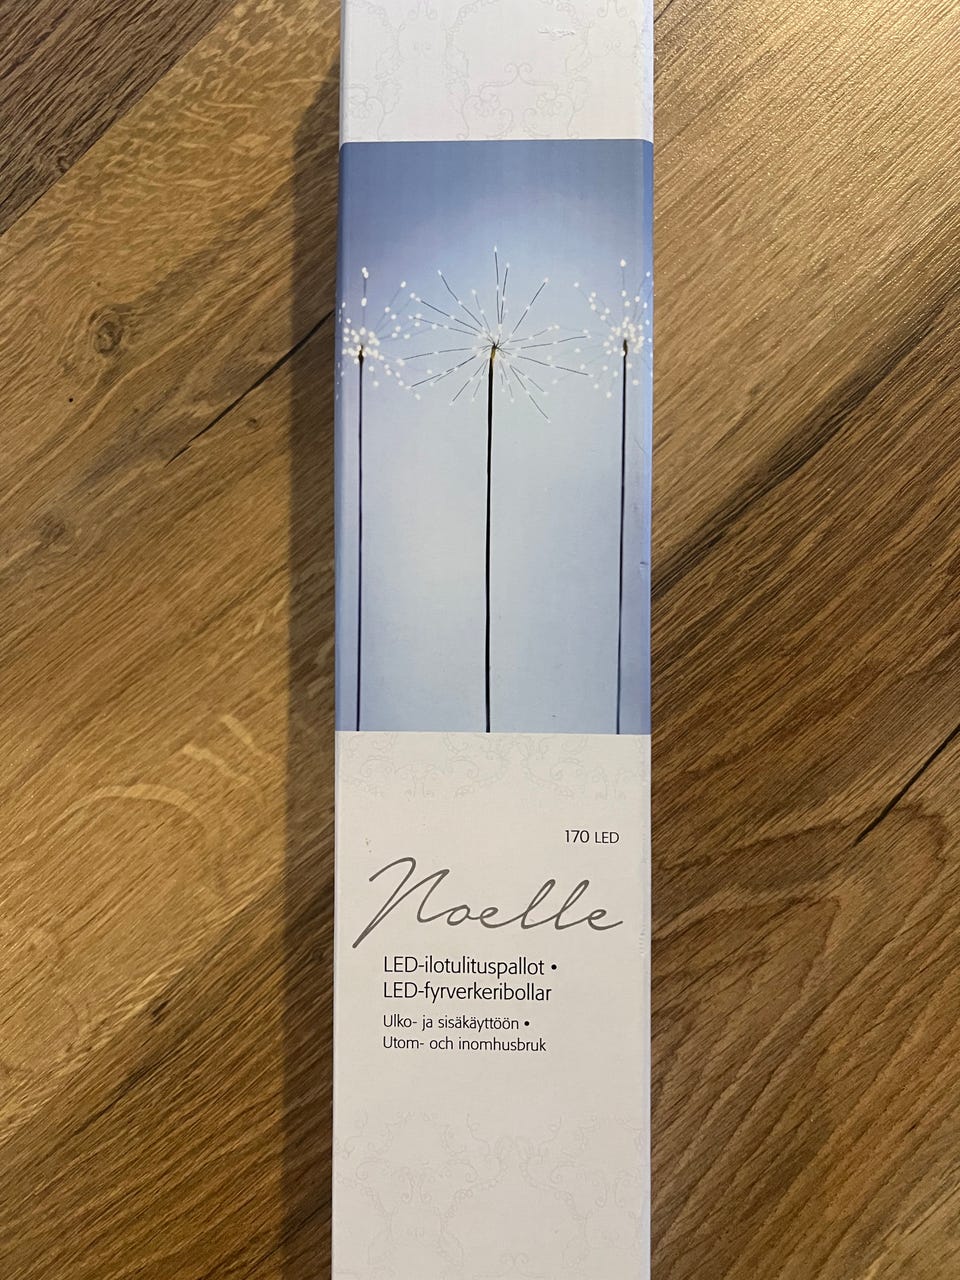 170 LED
Noelle
LED-ilotulituspallot •
LED-fyrverkeribollar
Ulko- ja sisäkäyttöön •
Utom- och inomhusbruk